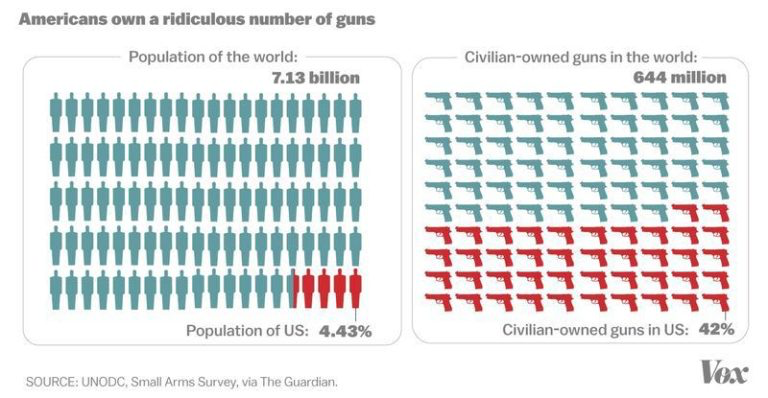 Americans own a ridiculous number of guns
Population of the world:
7.13 billion
Population of US: 4.43%
Civilian-owned guns in the world:
644 million
Civilian-owned guns in US: 42%
SOURCE: UNODC, Small Arms Survey, via The Guardian.
Vox